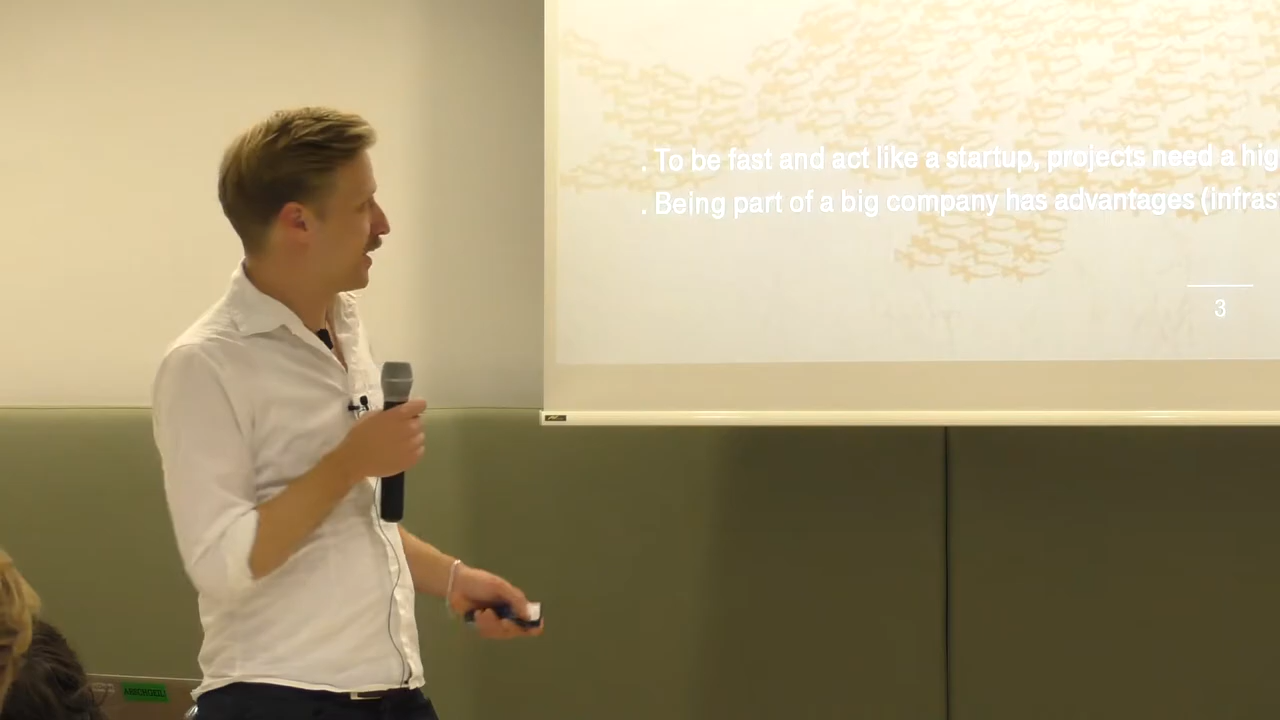 . To be fast and act like a startup, projects need a hig
. Being part of a big company has advantages (infras
3